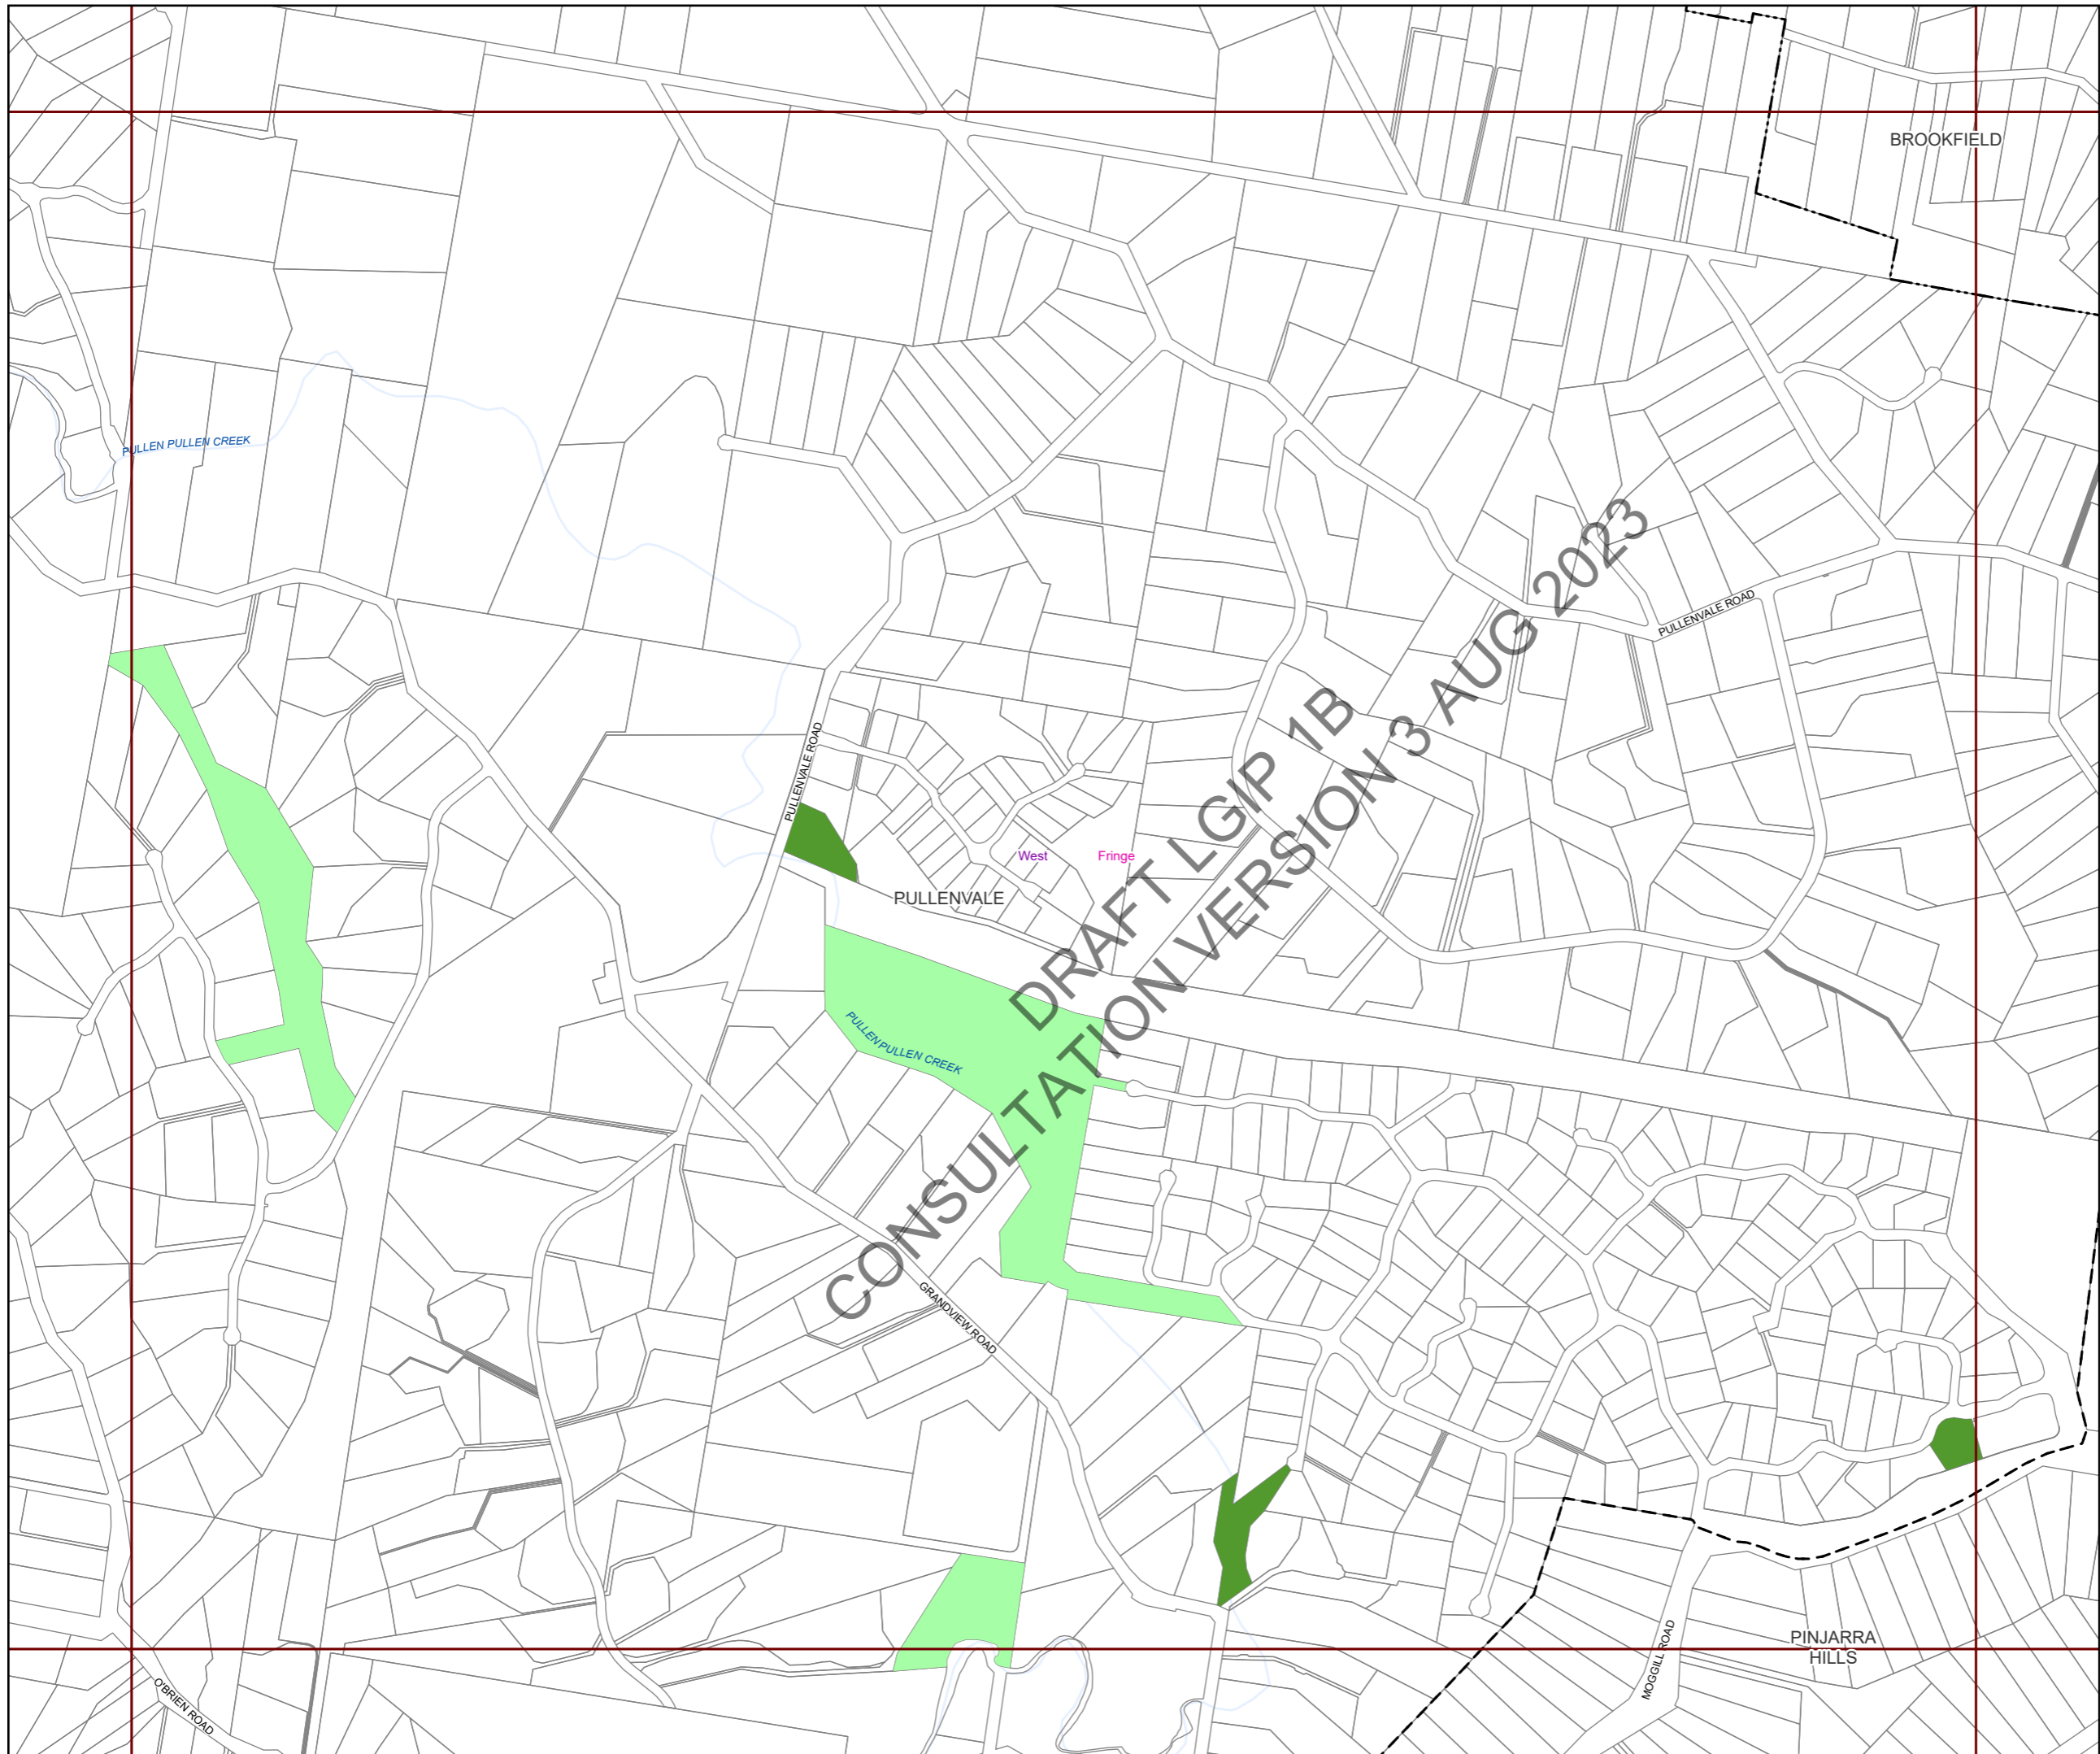 BROOKFIELD
PULLEN PULLEN CREEK
PULLENVALE ROAD
PULLENVALE ROAD
West
Fringe
PULLENVALE
DRAFT LGIP 1B
CONSULTATION VERSION 3 AUG 2023
PULLEN PULLEN CREEK
GRANDVIEW ROAD
MOGGILL ROAD
PINJARRA
HILLS
O'BRIEN ROAD